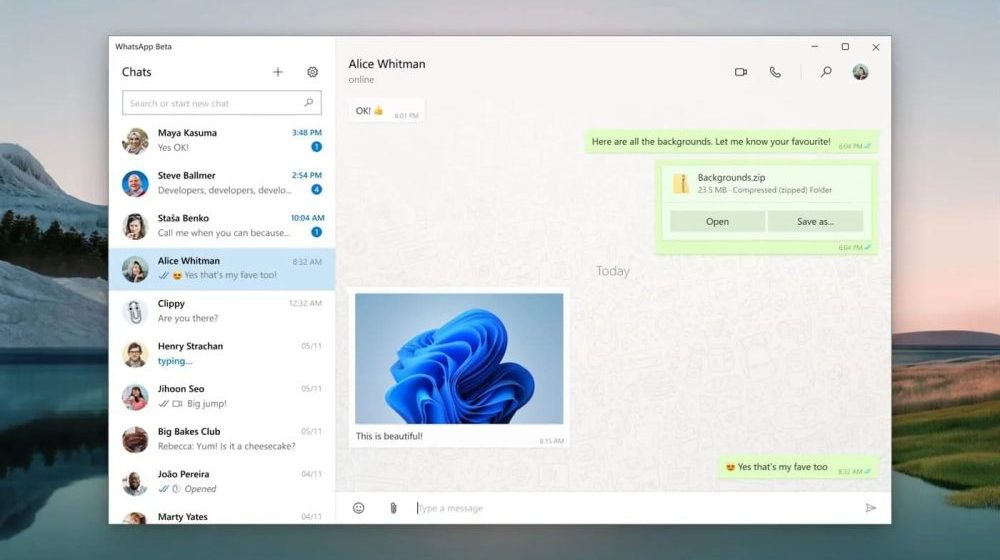 WhatsApp Beta
Chats
Search or start new chat
Maya Kasuma 3:48 PM
Yes OK! 1
Steve Ballmer 2:54 PM
Developers, developers, develo... 4
Staša Benko 10:04 AM
Call me when you can because... 1
Alice Whitman 8:32 AM
😍 Yes that's my fave too!
Clippy 12:32 AM
Are you there?
Henry Strachan 05/11
typing...
Jihoon Seo 05/11
Big jump!
Big Bakes Club 05/11
Rebecca: Yum! Is it a cheesecake?
João Pereira 04/11
Opened
Marty Yates 04/11
Alice Whitman
online
OK! 👍 6:01 PM
Here are all the backgrounds. Let me know your favourite! 6:04 PM
Backgrounds.zip
23.5 MB · Compressed (zipped) Folder
Open Save as...
6:04 PM
Today
This is beautiful! 8:15 AM
😍 Yes that's my fave too 8:32 AM
Type a message